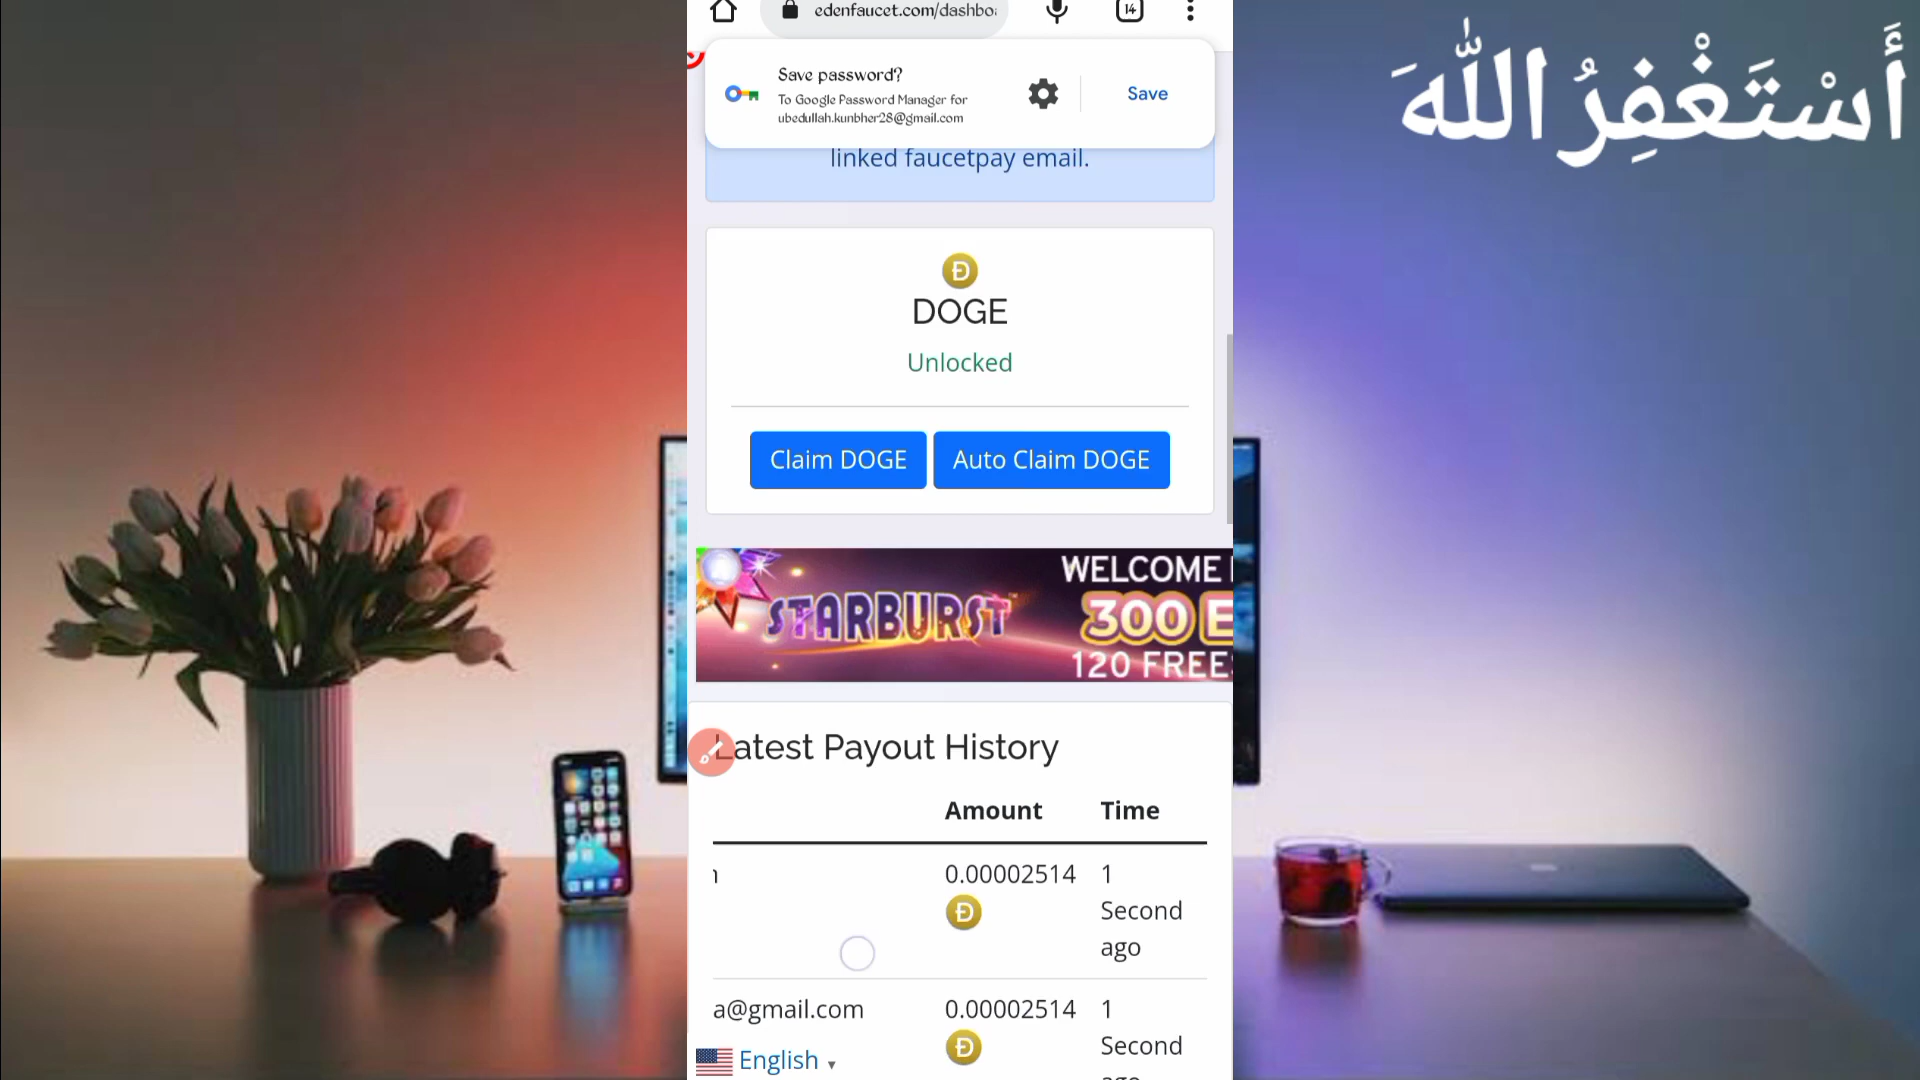 edenfaucet.com/dashbo
14
Save password?
To Google Password Manager for
ubedullah.kunbher28@gmail.com
Save
linked faucetpay email.
DOGE
Unlocked
Claim DOGE
Auto Claim DOGE
STARBURST
WELCOME
300 E
120 FREE
Latest Payout History
Amount
Time
0.00002514
1
Second
ago
a@gmail.com
0.00002514
1
Second
English
أَسْتَغْفِرُ اللّٰهَ